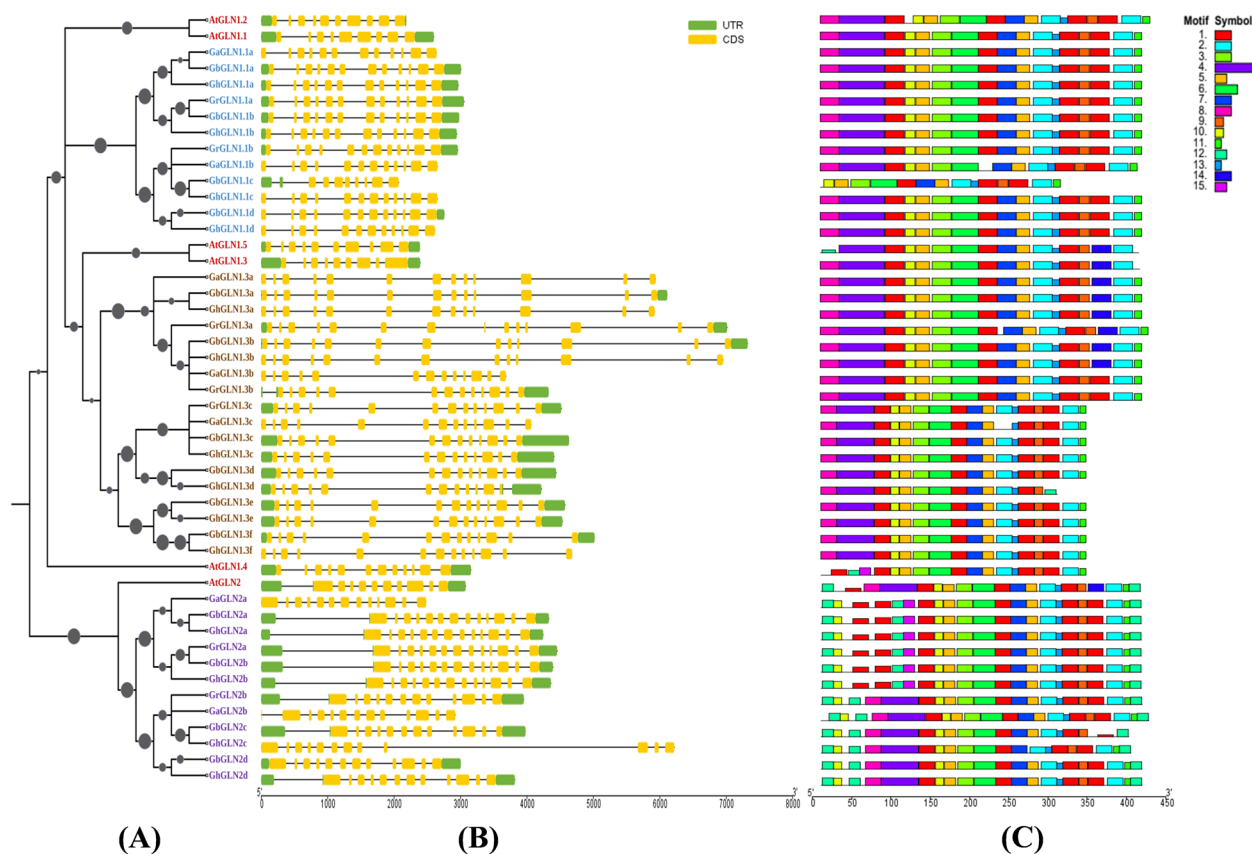 AtGLN1.2
AtGLN1.1
GaGLN1.1a
GbGLN1.1a
GhGLN1.1a
GrGLN1.1a
GbGLN1.1b
GhGLN1.1b
GrGLN1.1b
GaGLN1.1b
GbGLN1.1c
GhGLN1.1c
GbGLN1.1d
GhGLN1.1d
AtGLN1.5
AtGLN1.3
GaGLN1.3a
GbGLN1.3a
GhGLN1.3a
GrGLN1.3a
GbGLN1.3b
GhGLN1.3b
GaGLN1.3b
GrGLN1.3b
GrGLN1.3c
GaGLN1.3c
GbGLN1.3c
GhGLN1.3c
GbGLN1.3d
GhGLN1.3d
GbGLN1.3e
GhGLN1.3e
GbGLN1.3f
GhGLN1.3f
AtGLN1.4
AtGLN2
GaGLN2a
GbGLN2a
GhGLN2a
GrGLN2a
GbGLN2b
GhGLN2b
GrGLN2b
GaGLN2b
GbGLN2c
GhGLN2c
GbGLN2d
GhGLN2d
UTR
CDS
5' 3'
0 1000 2000 3000 4000 5000 6000 7000 8000
Motif Symbol
1.
2.
3.
4.
5.
6.
7.
8.
9.
10.
11.
12.
13.
14.
15.
5' 3'
0 50 100 150 200 250 300 350 400 450
(A) (B) (C)